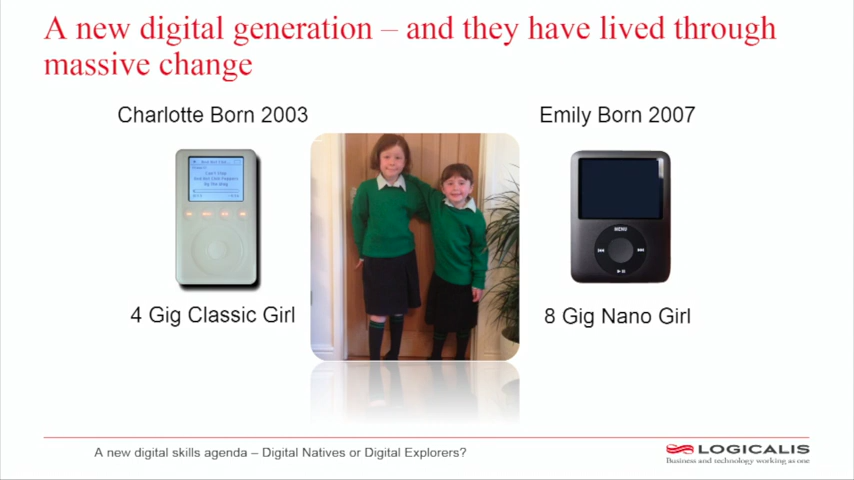 A new digital generation – and they have lived through
massive change
Charlotte Born 2003
Emily Born 2007
MENU
4 Gig Classic Girl
8 Gig Nano Girl
A new digital skills agenda – Digital Natives or Digital Explorers?
LOGICALIS
Business and technology working as one